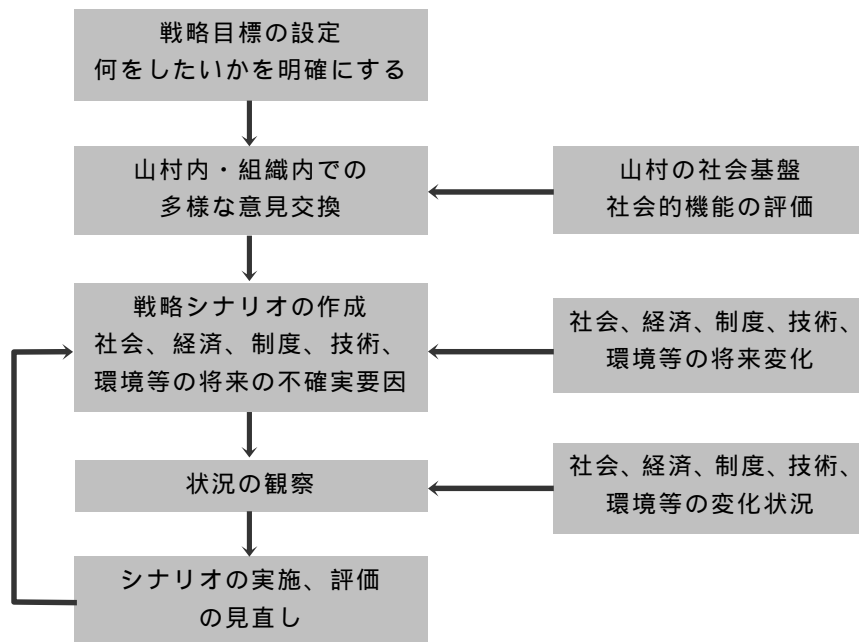 戦略目標の設定
何をしたいかを明確にする
山村内・組織内での
多様な意見交換
山村の社会基盤
社会的機能の評価
戦略シナリオの作成
社会、経済、制度、技術、
環境等の将来の不確実要因
社会、経済、制度、技術、
環境等の将来変化
状況の観察
社会、経済、制度、技術、
環境等の変化状況
シナリオの実施、評価
の見直し